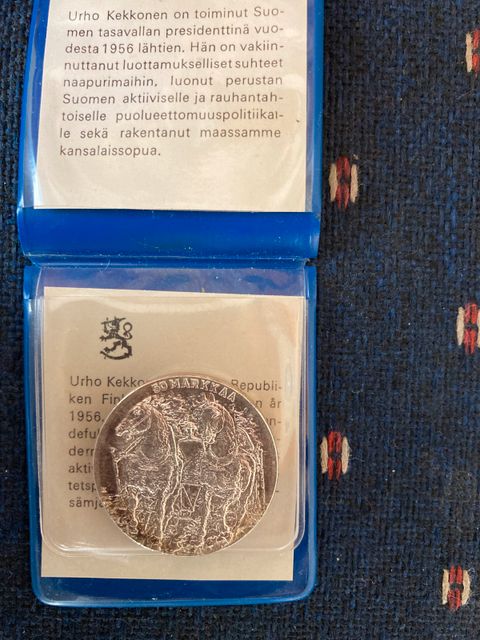 Urho Kekkonen on toiminut Suo-
men tasavallan presidenttinä vuo-
desta 1956 lähtien. Hän on vakiin-
nuttanut luottamukselliset suhteet
naapurimaihin, luonut perustan
Suomen aktiiviselle ja rauhantah-
toiselle puolueettomuuspolitiikal-
le sekä rakentanut maassamme
kansalaissopua.
Urho Republi-
ken år
1956.
50 MARKKAA